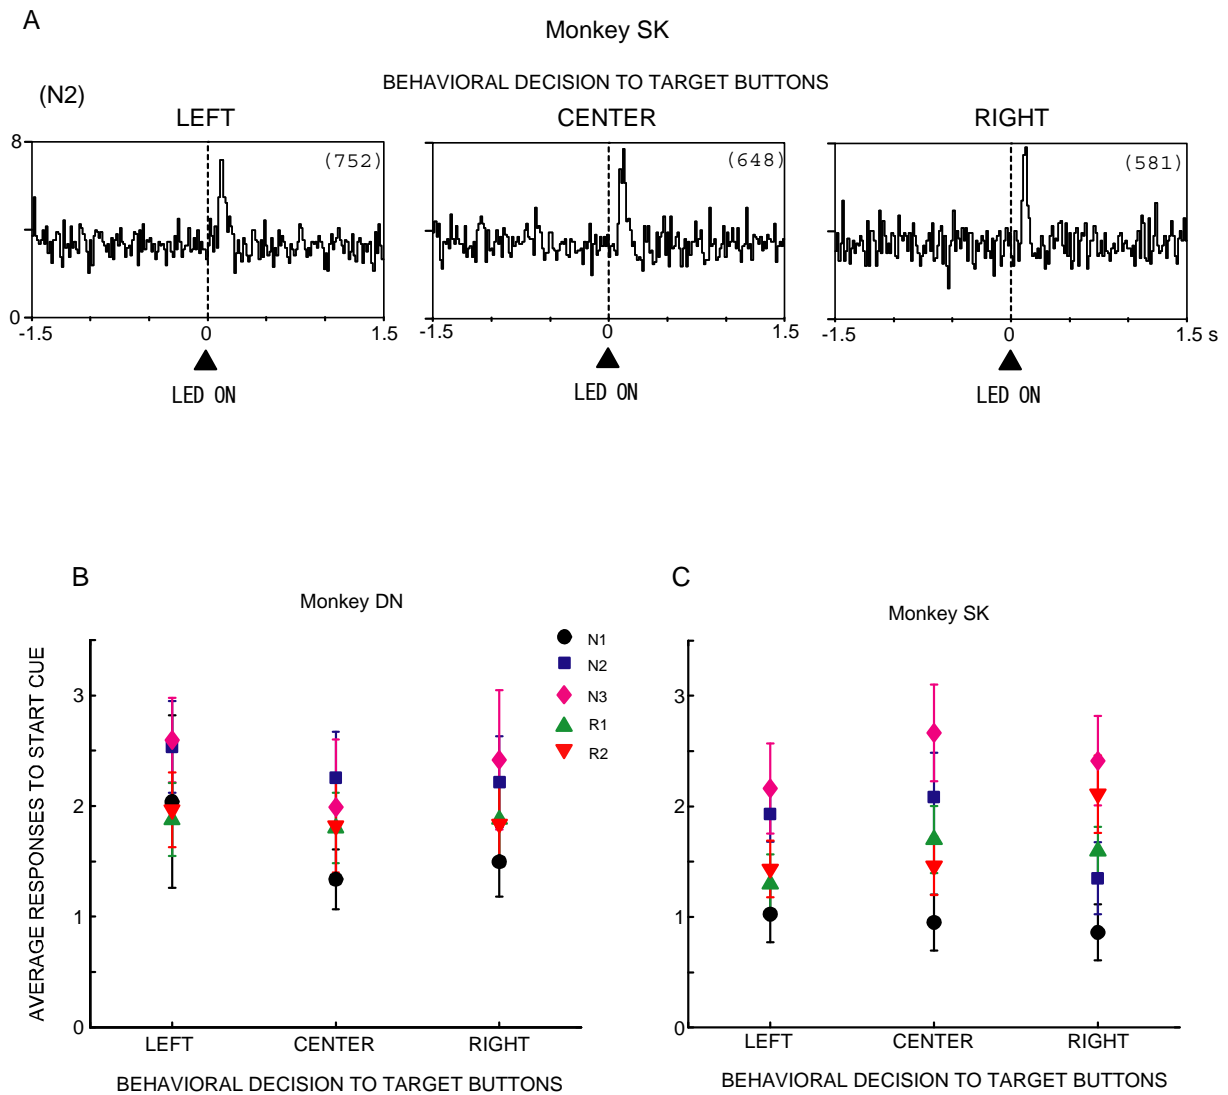 A
Monkey SK
BEHAVIORAL DECISION TO TARGET BUTTONS
(N2)
LEFT CENTER RIGHT
8
(752) (648) (581)
0
-1.5 0 1.5 -1.5 0 1.5 -1.5 0 1.5 s
LED ON LED ON LED ON
B C
Monkey DN Monkey SK
N1
N2
N3
R1
R2
AVERAGE RESPONSES TO START CUE
3 3
2 2
1 1
0 0
LEFT CENTER RIGHT LEFT CENTER RIGHT
BEHAVIORAL DECISION TO TARGET BUTTONS BEHAVIORAL DECISION TO TARGET BUTTONS